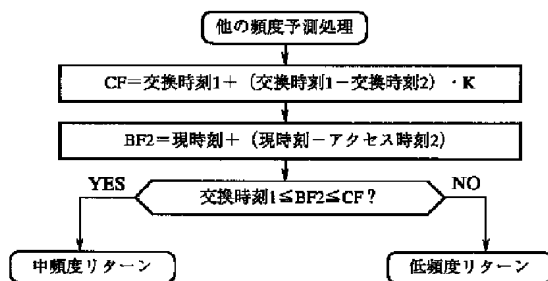 他の頻度予測処理
CF=交換時刻1+(交換時刻1-交換時刻2)・K
BF2=現時刻+(現時刻-アクセス時刻2)
YES
交換時刻1≦BF2≦CF?
NO
中頻度リターン
低頻度リターン